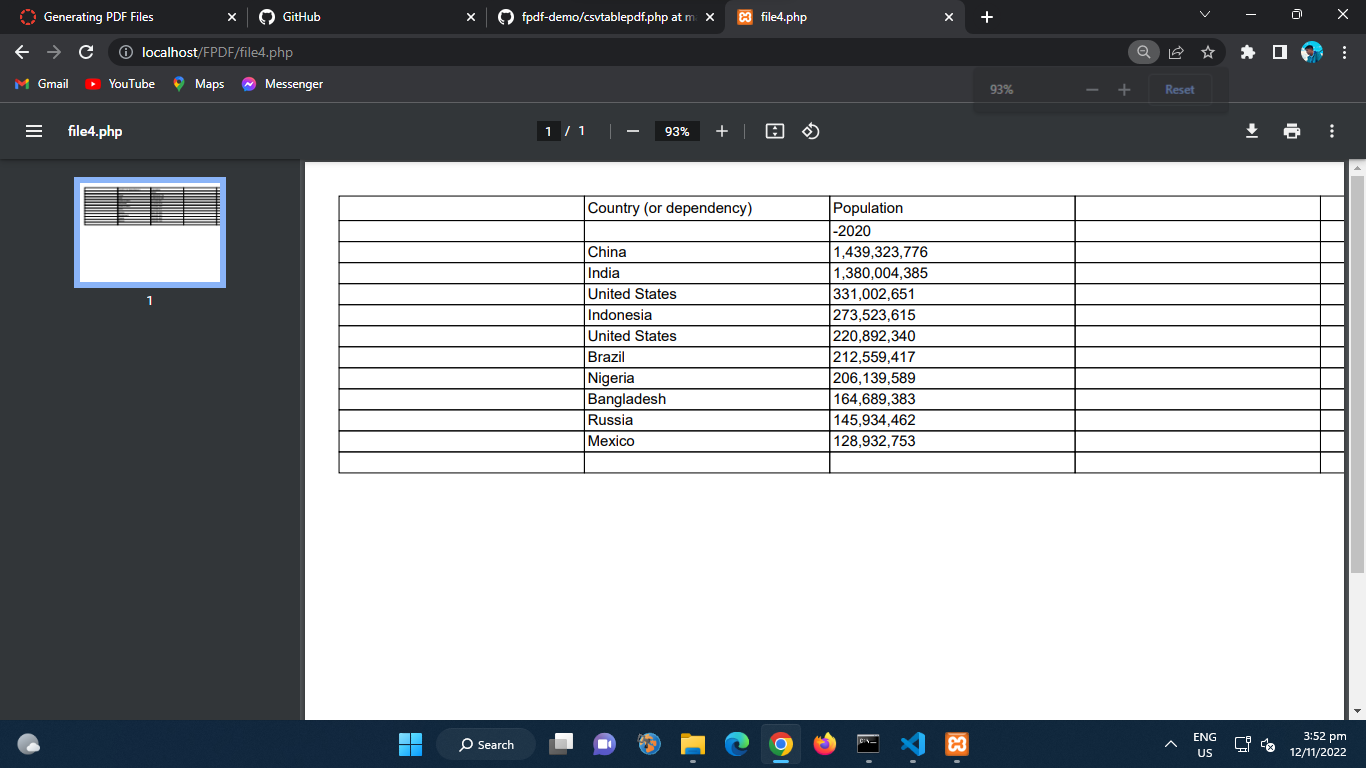 Generating PDF Files
GitHub
fpdf-demo/csvtablepdf.php at ma
file4.php
localhost/FPDF/file4.php
Gmail
YouTube
Maps
Messenger
93%
Reset
file4.php
1 / 1
93%
Country (or dependency) Population
-2020
China 1,439,323,776
India 1,380,004,385
United States 331,002,651
Indonesia 273,523,615
United States 220,892,340
Brazil 212,559,417
Nigeria 206,139,589
Bangladesh 164,689,383
Russia 145,934,462
Mexico 128,932,753
1
Search
ENG
US
3:52 pm
12/11/2022